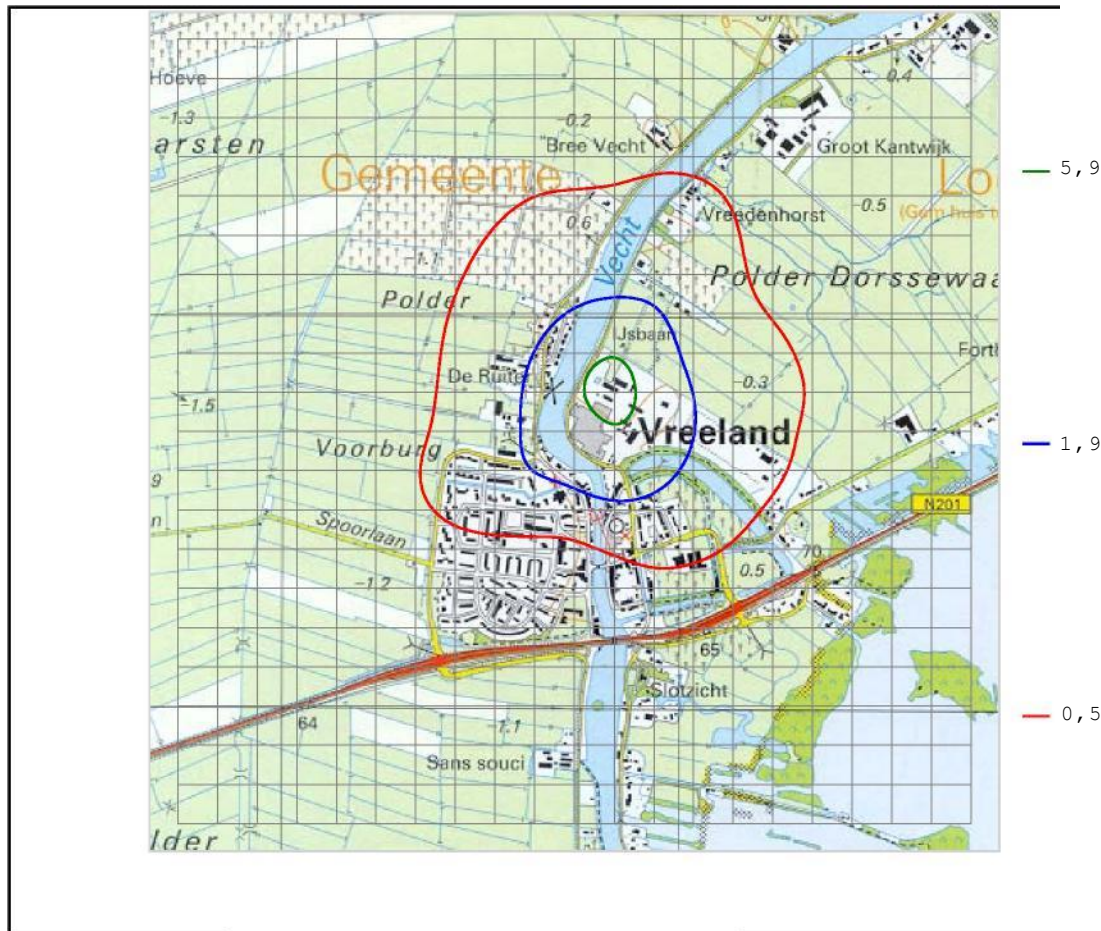 Hoeve
0.4
-1.3
-0.2
arsten
"Bree Vecht
Groot Kantwijk
5,9
Gemeente
Lo
Vreedenhorst
-0.5
(Gem huis
0.6
Vecht
-1.1
Polder Dorssewaa
Polder
IJsbaan
Forth
De Ruiter
-0.3
-1.5
Vreeland
1,9
Voorburg
9
N201
n
Spoorlaan
70
0.5
-1.2
65
Slotzicht
64
-1.1
0,5
Sans souci
lder